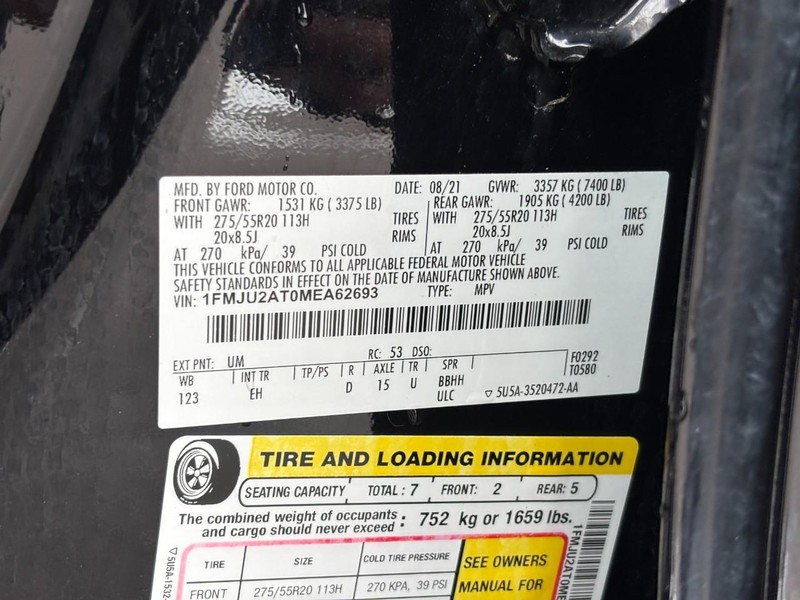 MFD. BY FORD MOTOR CO. DATE: 08/21 GVWR: 3357 KG ( 7400 LB)
FRONT GAWR: 1531 KG ( 3375 LB) REAR GAWR: 1905 KG ( 4200 LB)
WITH 275/55R20 113H TIRES WITH 275/55R20 113H TIRES
20x8.5J RIMS 20x8.5J RIMS
AT 270 kPa/ 39 PSI COLD AT 270 kPa/ 39 PSI COLD
THIS VEHICLE CONFORMS TO ALL APPLICABLE FEDERAL MOTOR VEHICLE
SAFETY STANDARDS IN EFFECT ON THE DATE OF MANUFACTURE SHOWN ABOVE.
VIN: 1FMJU2AT0MEA62693 TYPE: MPV
EXT PNT: UM RC: 53 DSO: F0292
WB INT TR TP/PS R AXLE TR SPR T0580
123 EH D 15 U BBHH
ULC 5U5A-3520472-AA
TIRE AND LOADING INFORMATION
SEATING CAPACITY TOTAL : 7 FRONT: 2 REAR: 5
The combined weight of occupants and cargo should never exceed : 752 kg or 1659 lbs.
TIRE SIZE COLD TIRE PRESSURE SEE OWNERS
FRONT 275/55R20 113H 270 KPA, 39 PSI MANUAL FOR
5U5A-1532
1FMJU2AT0ME